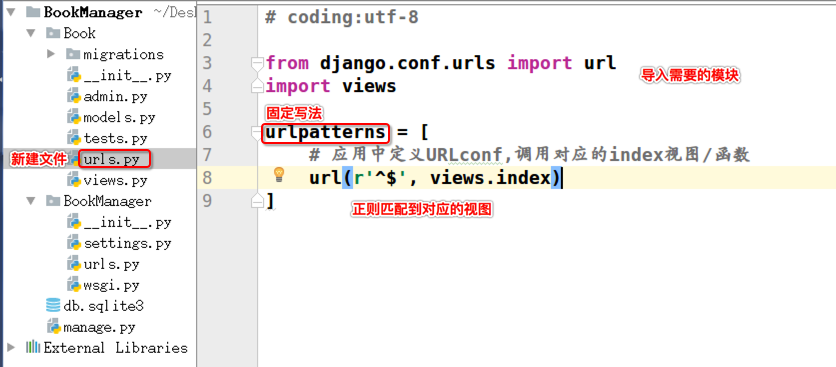 BookManager ~/Des
Book
migrations
__init__.py
admin.py
models.py
tests.py
新建文件 urls.py
views.py
BookManager
__init__.py
settings.py
urls.py
wsgi.py
db.sqlite3
manage.py
External Libraries
1 # coding:utf-8
2
3 from django.conf.urls import url
导入需要的模块
4 import views
5
固定写法
6 urlpatterns = [
7 # 应用中定义URLconf,调用对应的index视图/函数
8 url(r'^$', views.index)
9 ]
正则匹配到对应的视图